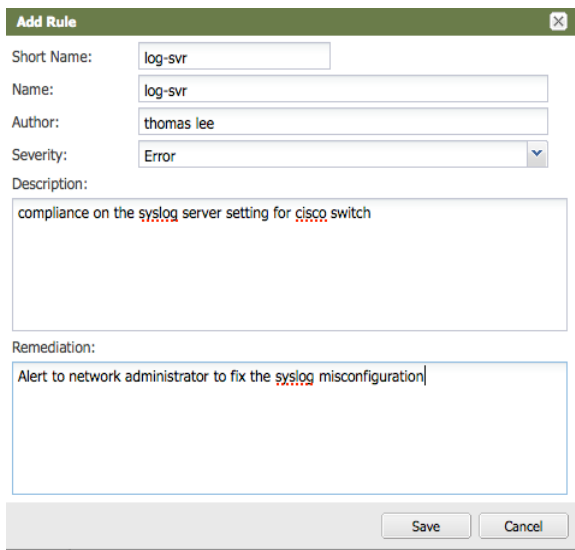 Add Rule
Short Name: log-svr
Name: log-svr
Author: thomas lee
Severity: Error
Description:
compliance on the syslog server setting for cisco switch
Remediation:
Alert to network administrator to fix the syslog misconfiguration
Save Cancel